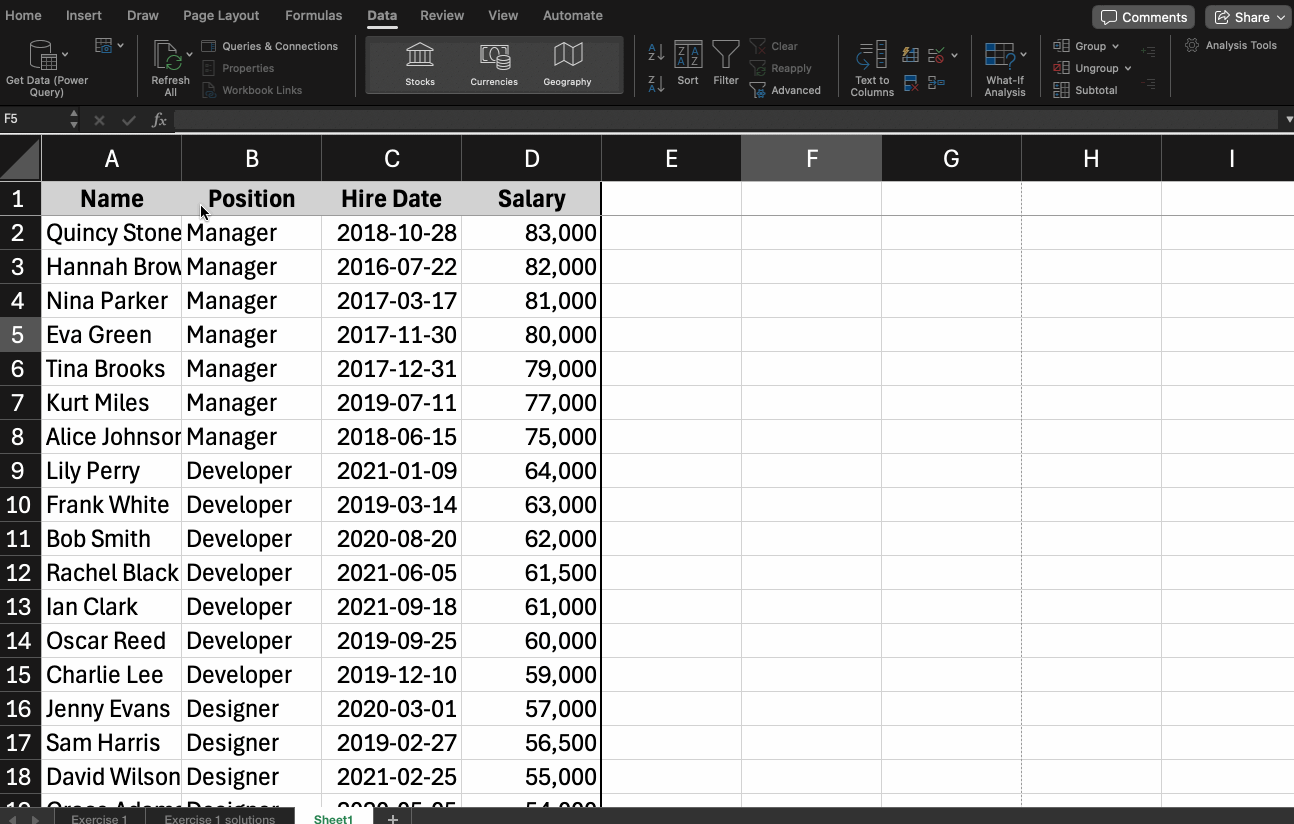 Home Insert Draw Page Layout Formulas Data Review View Automate Comments Share
Get Data (Power Query)
Refresh All
Queries & Connections
Properties
Workbook Links
Stocks Currencies Geography
Sort Filter
Clear
Reapply
Advanced
Text to Columns
What-If Analysis
Group
Ungroup
Subtotal
Analysis Tools
F5 fx
A B C D E F G H I
1 Name Position Hire Date Salary
2 Quincy Stone Manager 2018-10-28 83,000
3 Hannah Brow Manager 2016-07-22 82,000
4 Nina Parker Manager 2017-03-17 81,000
5 Eva Green Manager 2017-11-30 80,000
6 Tina Brooks Manager 2017-12-31 79,000
7 Kurt Miles Manager 2019-07-11 77,000
8 Alice Johnson Manager 2018-06-15 75,000
9 Lily Perry Developer 2021-01-09 64,000
10 Frank White Developer 2019-03-14 63,000
11 Bob Smith Developer 2020-08-20 62,000
12 Rachel Black Developer 2021-06-05 61,500
13 Ian Clark Developer 2021-09-18 61,000
14 Oscar Reed Developer 2019-09-25 60,000
15 Charlie Lee Developer 2019-12-10 59,000
16 Jenny Evans Designer 2020-03-01 57,000
17 Sam Harris Designer 2019-02-27 56,500
18 David Wilson Designer 2021-02-25 55,000
Exercise 1 Exercise 1 solutions Sheet1 +